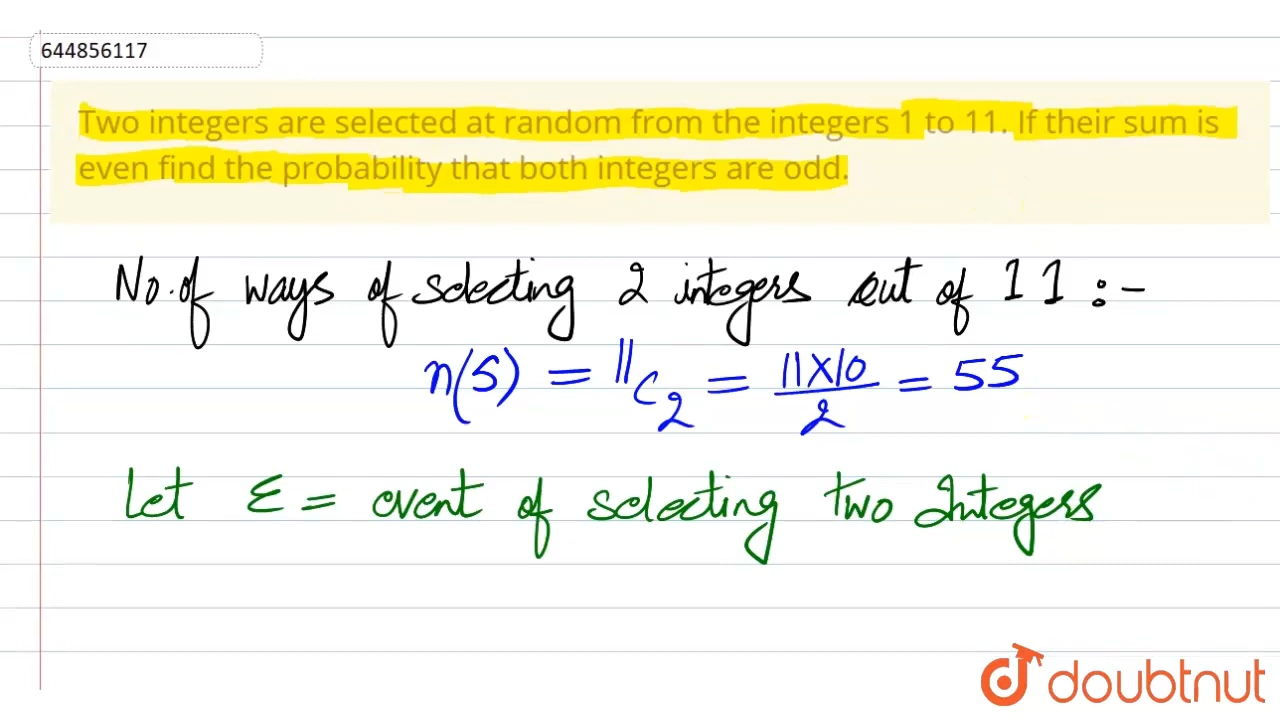 644856117
Two integers are selected at random from the integers 1 to 11. If their sum is
even find the probability that both integers are odd.
No. of ways of selecting 2 integers out of 11 :-
n(S) = ¹¹C₂ = 11×10/2 = 55
Let E = event of selecting two Integers
doubtnut